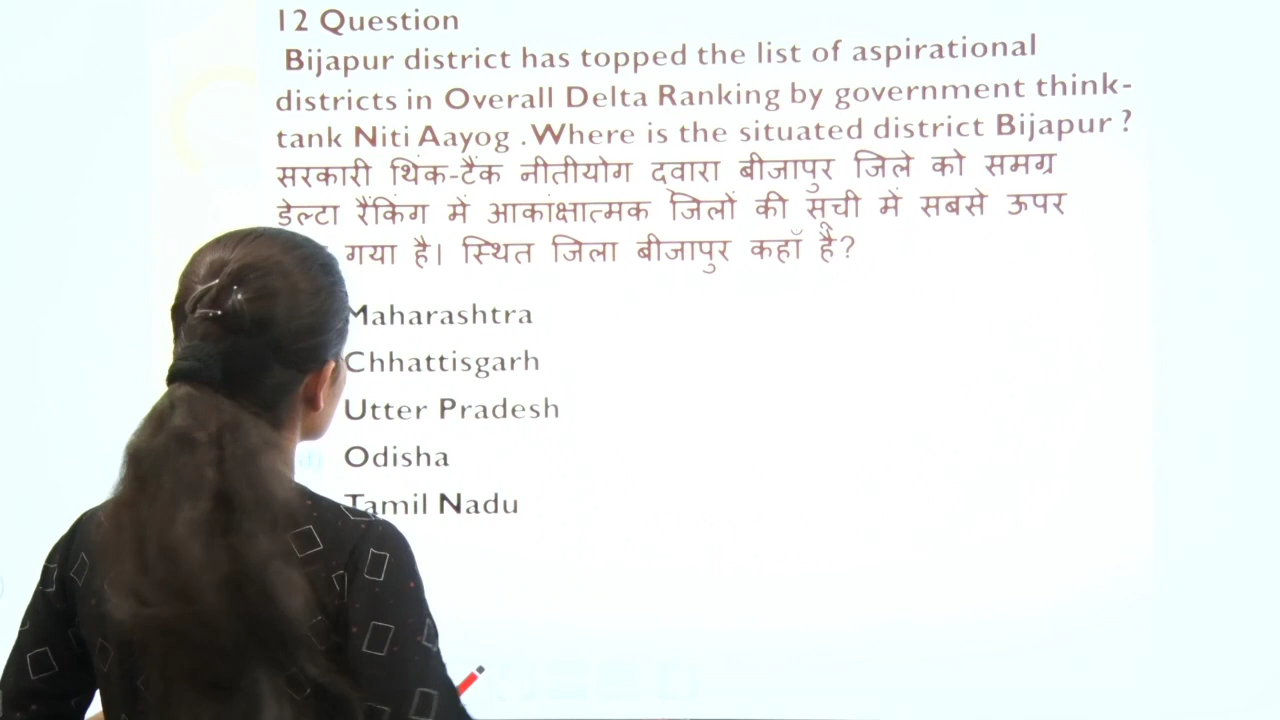 12 Question
Bijapur district has topped the list of aspirational
districts in Overall Delta Ranking by government think-
tank Niti Aayog .Where is the situated district Bijapur ?
सरकारी थिंक-टैंक नीतीयोग दवारा बीजापुर जिले को समग्र
डेल्टा रैंकिंग में आकांक्षात्मक जिलों की सूची में सबसे ऊपर
गया है। स्थित जिला बीजापुर कहाँ है?
Maharashtra
Chhattisgarh
Utter Pradesh
d) Odisha
Tamil Nadu